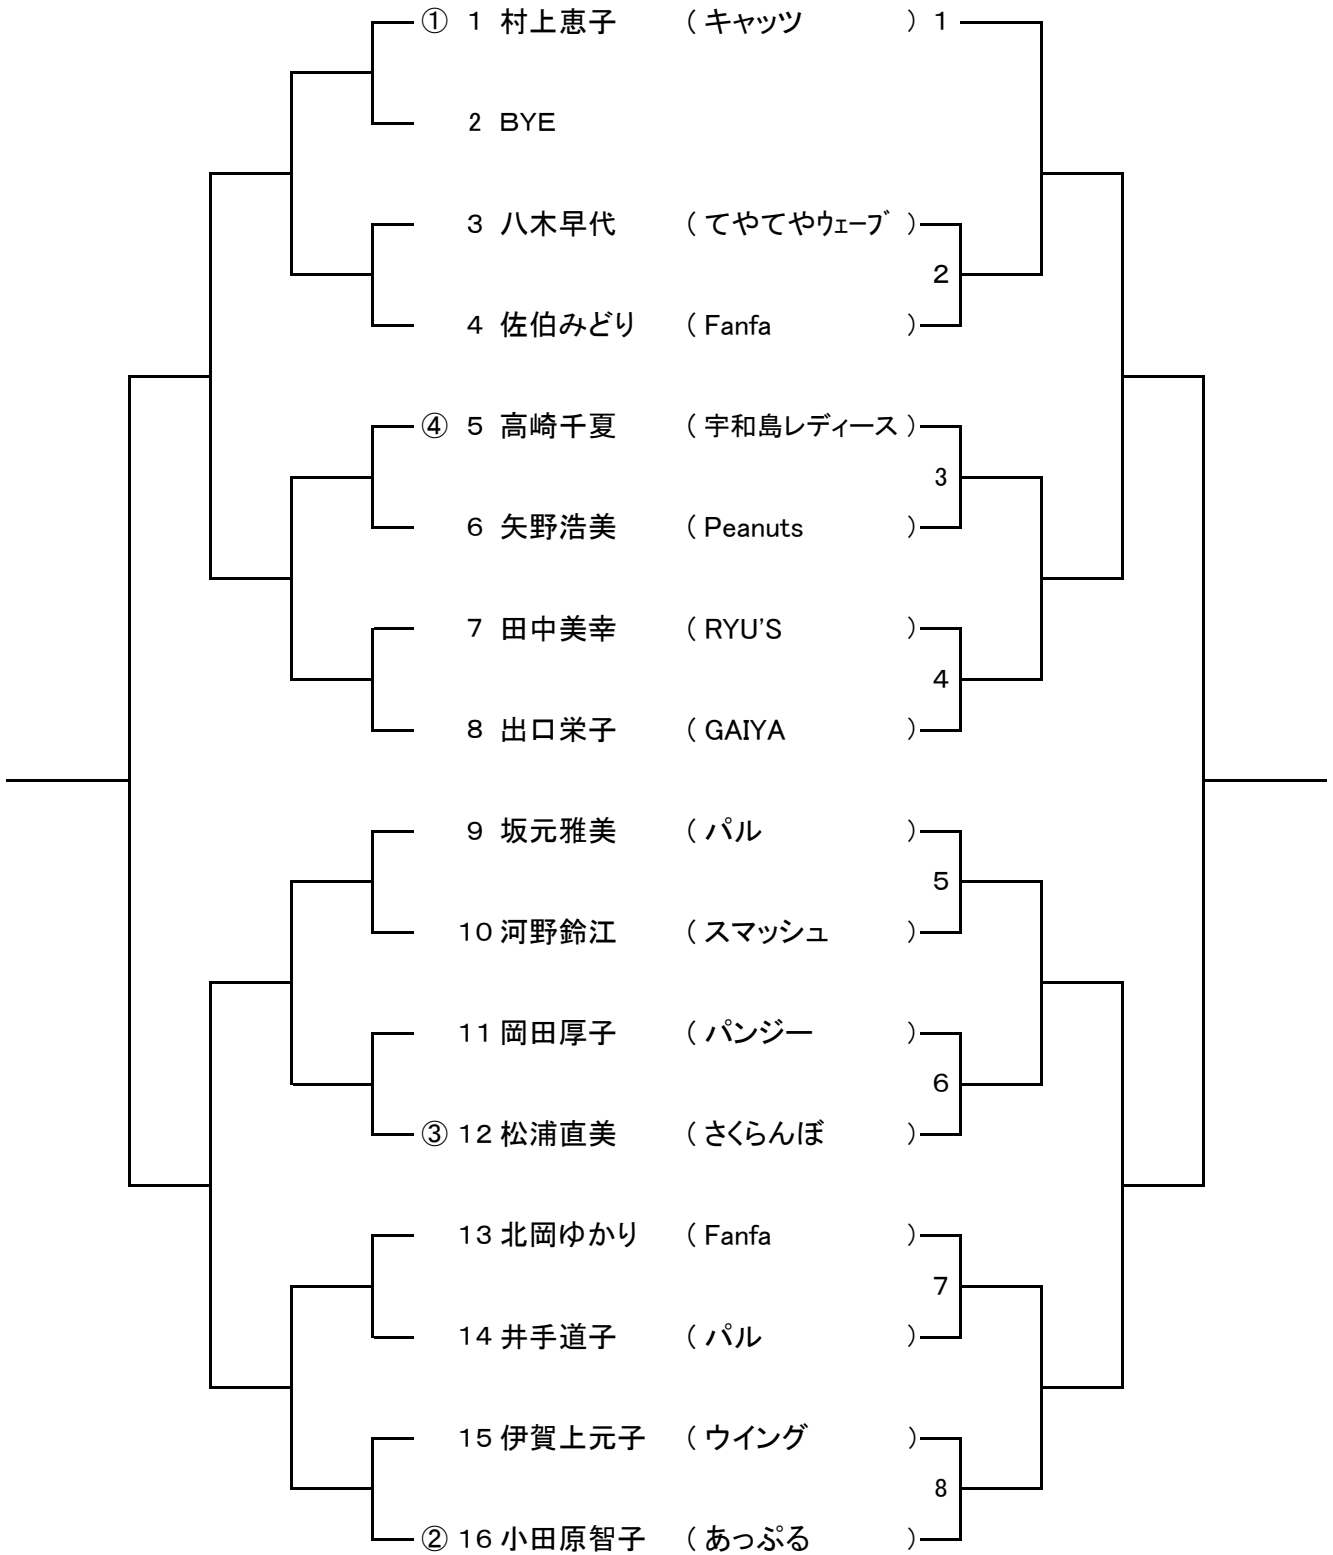 ① 1 村上恵子 ( キャッツ ) 1
2 BYE
3 八木早代 ( てやてやｳｪｰﾌﾞ )
2
4 佐伯みどり ( Fanfa )
④ 5 高崎千夏 ( 宇和島レディース )
3
6 矢野浩美 ( Peanuts )
7 田中美幸 ( RYU'S )
4
8 出口栄子 ( GAIYA )
9 坂元雅美 ( パル )
5
10 河野鈴江 ( スマッシュ )
11 岡田厚子 ( パンジー )
6
③ 12 松浦直美 ( さくらんぼ )
13 北岡ゆかり ( Fanfa )
7
14 井手道子 ( パル )
15 伊賀上元子 ( ウイング )
8
② 16 小田原智子 ( あっぷる )